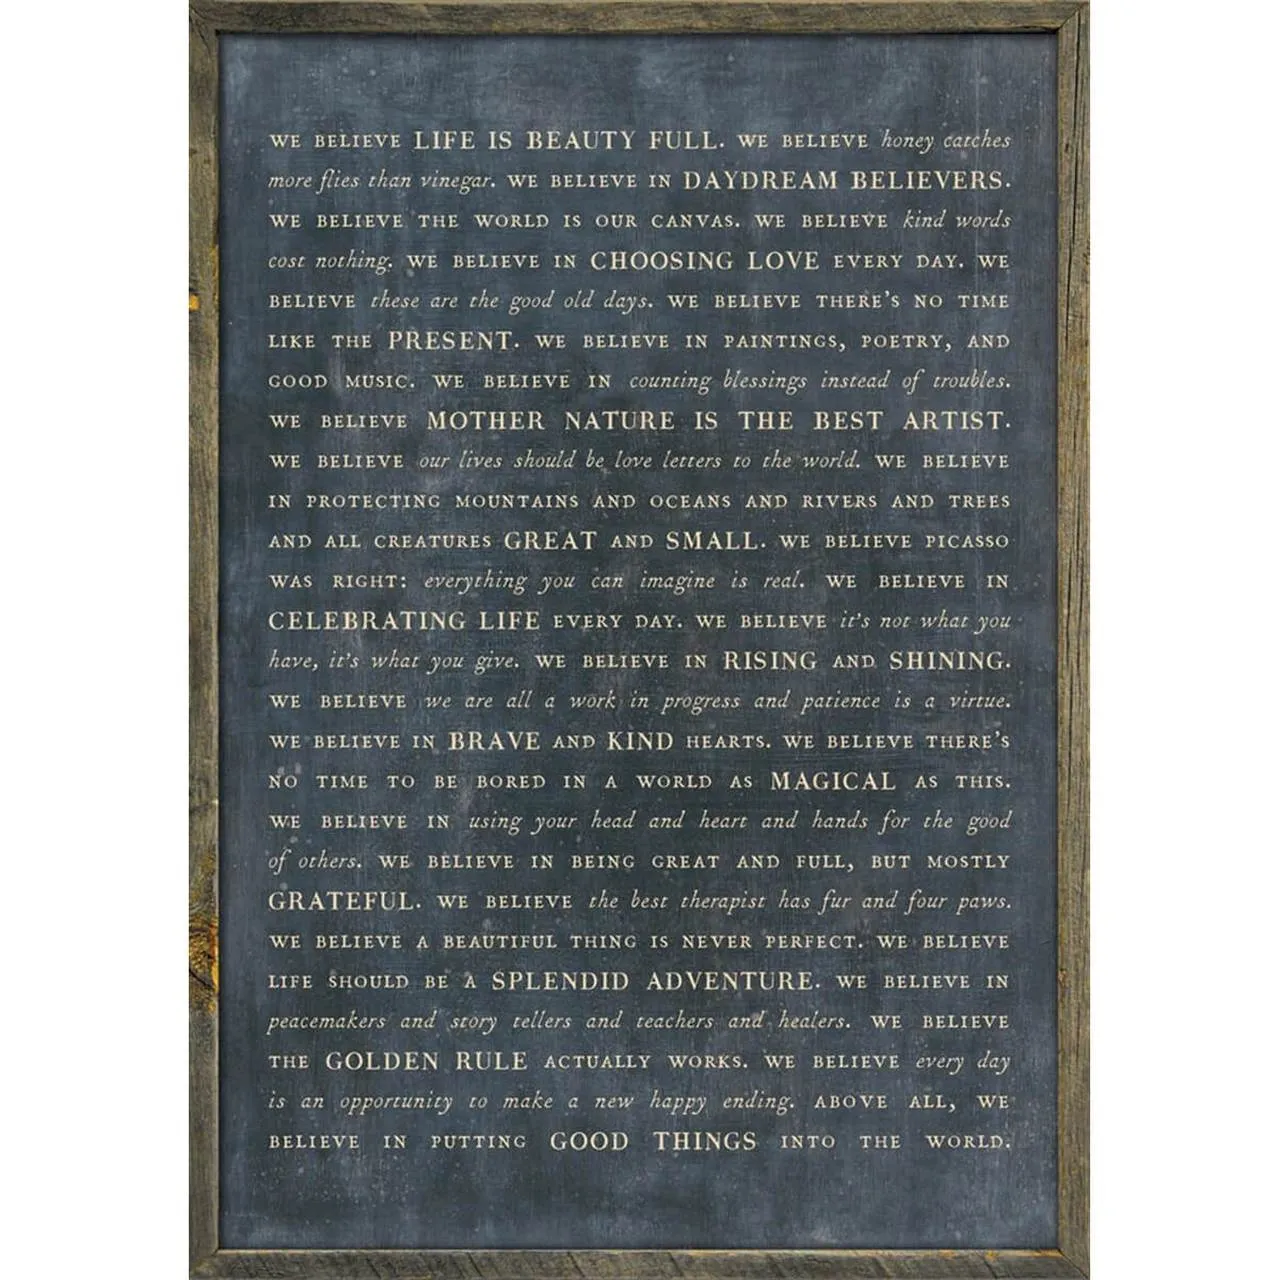 WE BELIEVE LIFE IS BEAUTY FULL. WE BELIEVE honey catches
more flies than vinegar. WE BELIEVE IN DAYDREAM BELIEVERS.
WE BELIEVE THE WORLD IS OUR CANVAS. WE BELIEVE kind words
cost nothing. WE BELIEVE IN CHOOSING LOVE EVERY DAY. WE
BELIEVE these are the good old days. WE BELIEVE THERE'S NO TIME
LIKE THE PRESENT. WE BELIEVE IN PAINTINGS, POETRY, AND
GOOD MUSIC. WE BELIEVE IN counting blessings instead of troubles.
WE BELIEVE MOTHER NATURE IS THE BEST ARTIST.
WE BELIEVE our lives should be love letters to the world. WE BELIEVE
IN PROTECTING MOUNTAINS AND OCEANS AND RIVERS AND TREES
AND ALL CREATURES GREAT AND SMALL. WE BELIEVE PICASSO
WAS RIGHT: everything you can imagine is real. WE BELIEVE IN
CELEBRATING LIFE EVERY DAY. WE BELIEVE it's not what you
have, it's what you give. WE BELIEVE IN RISING AND SHINING.
WE BELIEVE we are all a work in progress and patience is a virtue.
WE BELIEVE IN BRAVE AND KIND HEARTS. WE BELIEVE THERE'S
NO TIME TO BE BORED IN A WORLD AS MAGICAL AS THIS.
WE BELIEVE IN using your head and heart and hands for the good
of others. WE BELIEVE IN BEING GREAT AND FULL, BUT MOSTLY
GRATEFUL. WE BELIEVE the best therapist has fur and four paws.
WE BELIEVE A BEAUTIFUL THING IS NEVER PERFECT. WE BELIEVE
LIFE SHOULD BE A SPLENDID ADVENTURE. WE BELIEVE IN
peacemakers and story tellers and teachers and healers. WE BELIEVE
THE GOLDEN RULE ACTUALLY WORKS. WE BELIEVE every day
is an opportunity to make a new happy ending. ABOVE ALL, WE
BELIEVE IN PUTTING GOOD THINGS INTO THE WORLD.